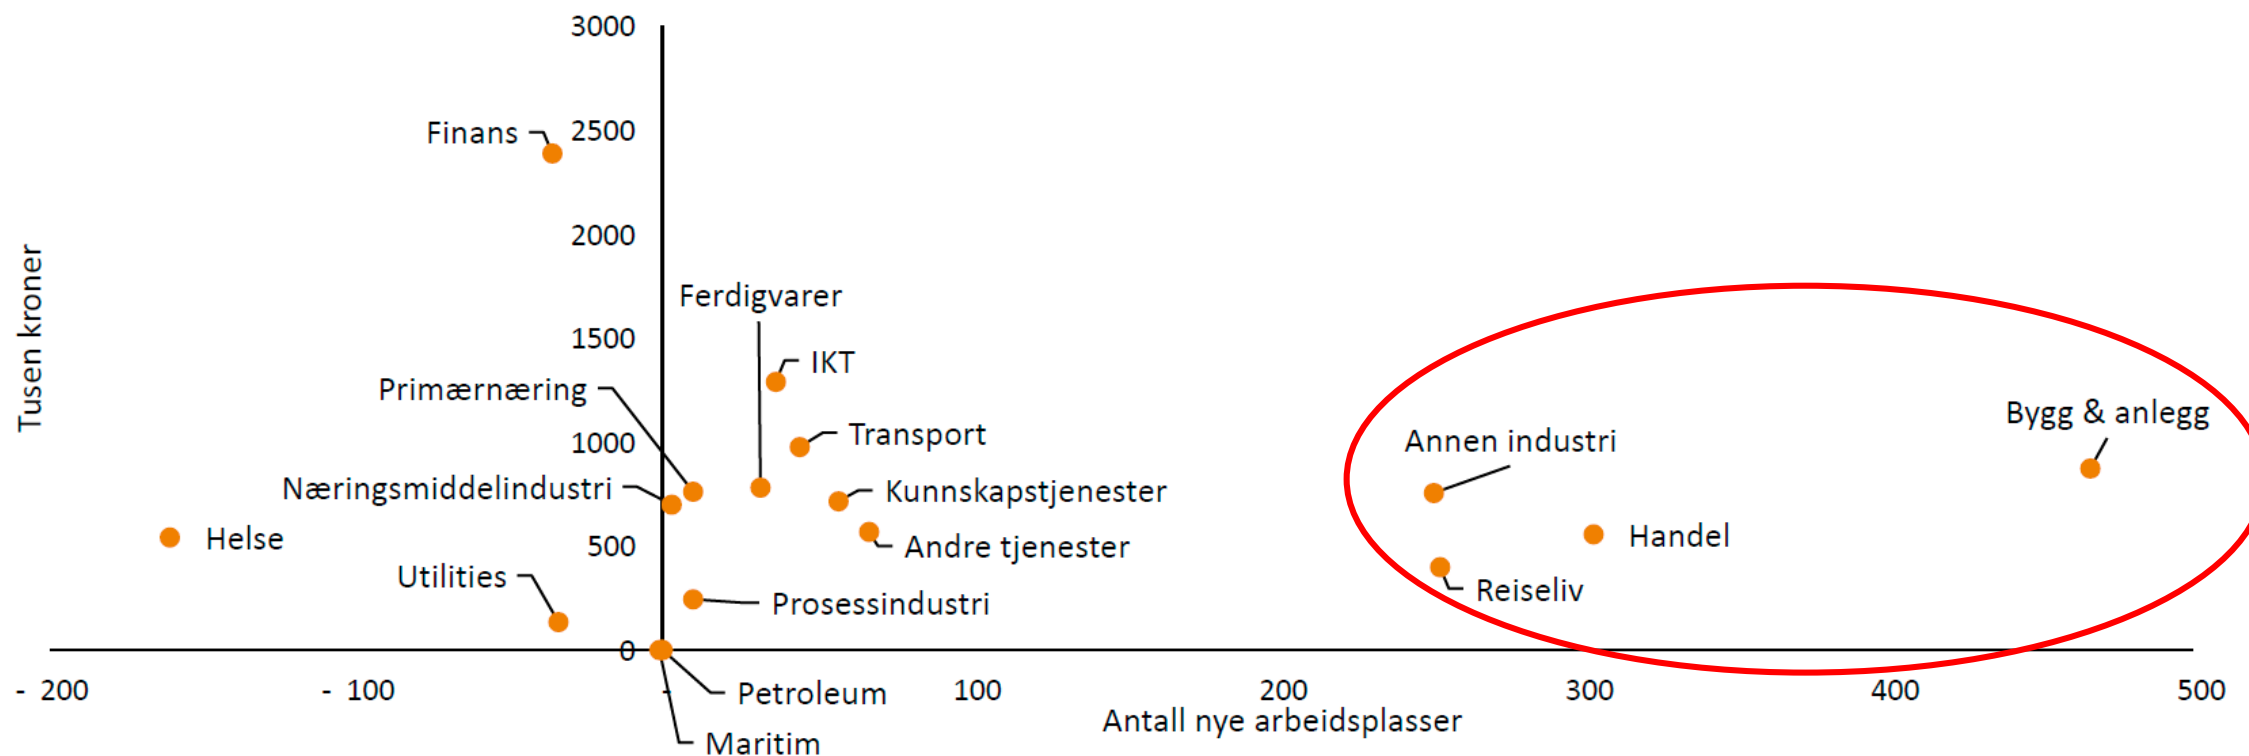 3000
Finans
2500
2000
Tusen kroner
Ferdigvarer
1500
IKT
Primærnæring
1000
Transport
Annen industri
Bygg & anlegg
Næringsmiddelindustri
Kunnskapstjenester
Helse
500
Andre tjenester
Handel
Utilities
Prosessindustri
Reiseliv
0
- 200
- 100
-
100
200
300
400
500
Petroleum
Antall nye arbeidsplasser
Maritim